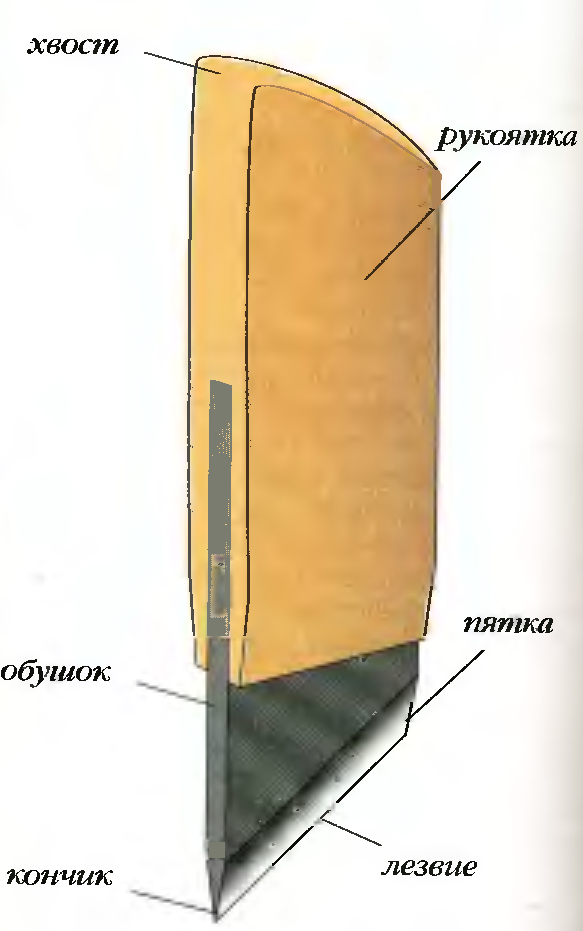 хвост
рукоятка
пятка
обушок
лезвие
кончик